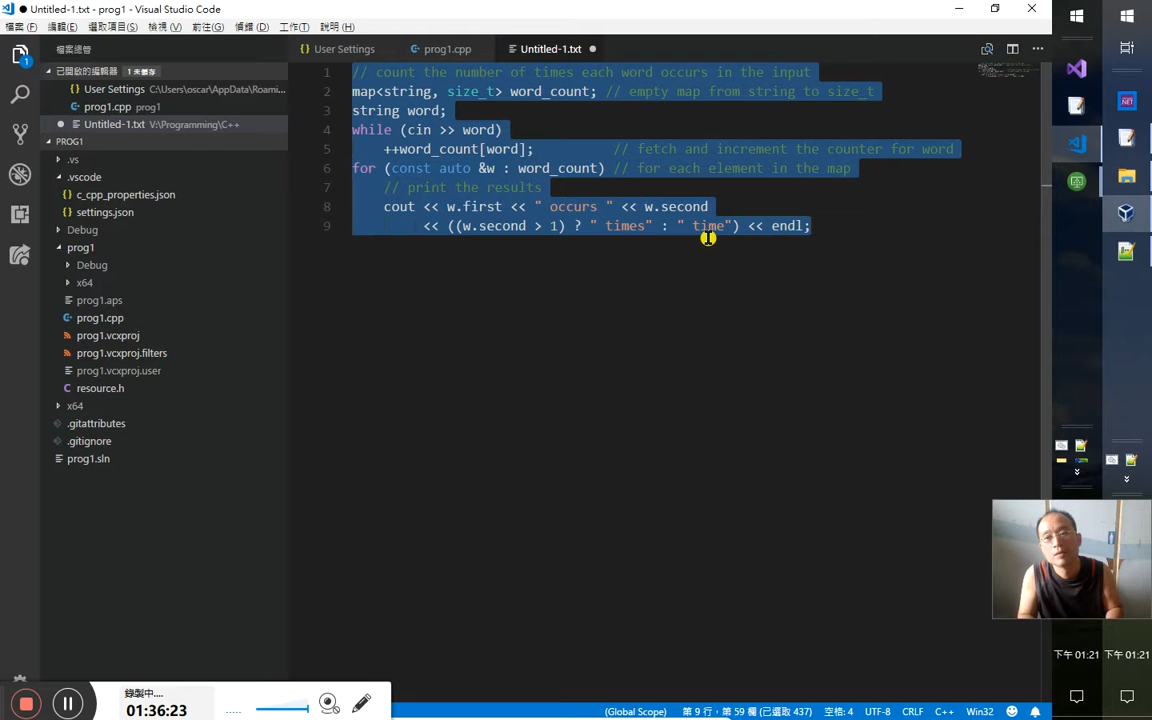 Untitled-1.txt - prog1 - Visual Studio Code
檔案 (F) 編輯(E) 選取項目(S) 檢視 (V) 前往(G) 偵錯 (D) 工作(T) 說明 (H)
檔案總管
User Settings
prog1.cpp
Untitled-1.txt
已開啟的編輯器 1 未儲存
User Settings C:\Users\oscar\AppData\Roami...
prog1.cpp prog1
Untitled-1.txt V:\Programming\C++
PROG1
.vs
.vscode
c_cpp_properties.json
settings.json
Debug
prog1
Debug
x64
prog1.aps
prog1.cpp
prog1.vcxproj
prog1.vcxproj.filters
prog1.vcxproj.user
resource.h
x64
.gitattributes
.gitignore
prog1.sln
1 // count the number of times each word occurs in the input
2 map<string, size_t> word_count; // empty map from string to size_t
3 string word;
4 while (cin >> word)
5 ++word_count[word]; // fetch and increment the counter for word
6 for (const auto &w : word_count) // for each element in the map
7 // print the results
8 cout << w.first << " occurs " << w.second
9 << ((w.second > 1) ? " times" : " time") << endl;
.NET
下午 01:21 下午 01:21
錄製中....
01:36:23
(Global Scope) 第 9 行，第 59 欄 (已選取 437) 空格: 4 UTF-8 CRLF C++ Win32